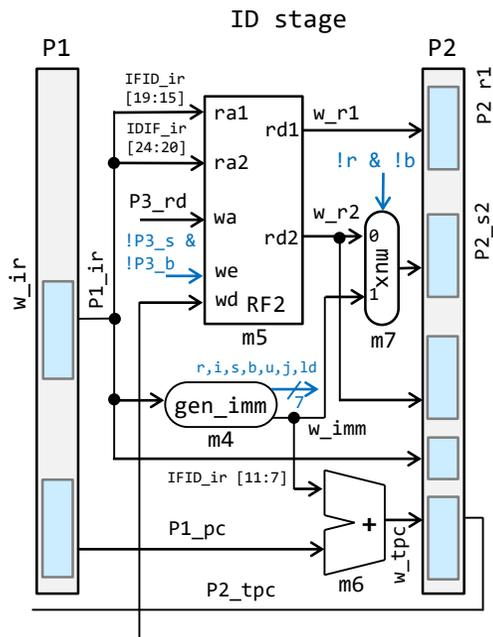 ID stage
P1
P2
IFID_ir
[19:15]
ra1
w_r1
rd1
P2_r1
IDIF_ir
[24:20]
ra2
!r & !b
P3_rd
wa
w_r2
!P3_s &
!P3_b
rd2
0
P2_s2
w_ir
P1_ir
we
mux
wd
RF2
1
m5
m7
r,i,s,b,u,j,ld
7
gen_imm
m4
w_imm
IFID_ir [11:7]
+
P1_pc
w_tpc
m6
P2_tpc